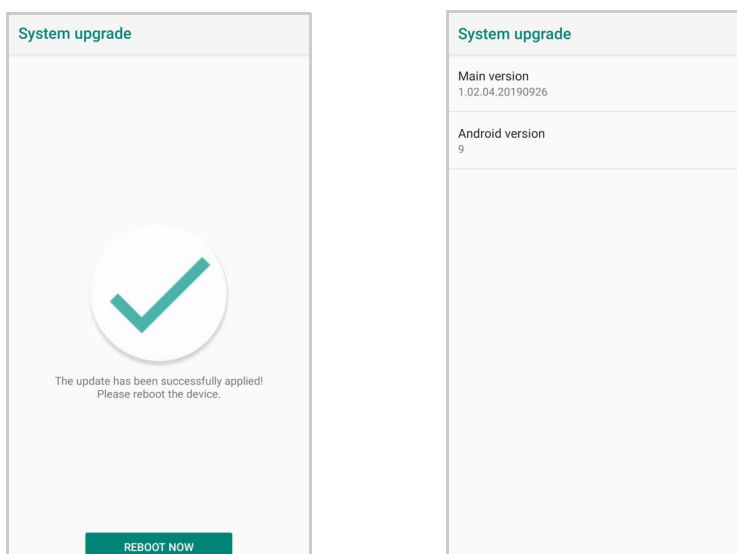 System upgrade
The update has been successfully applied!
Please reboot the device.
REBOOT NOW
System upgrade
Main version
1.02.04.20190926
Android version
9